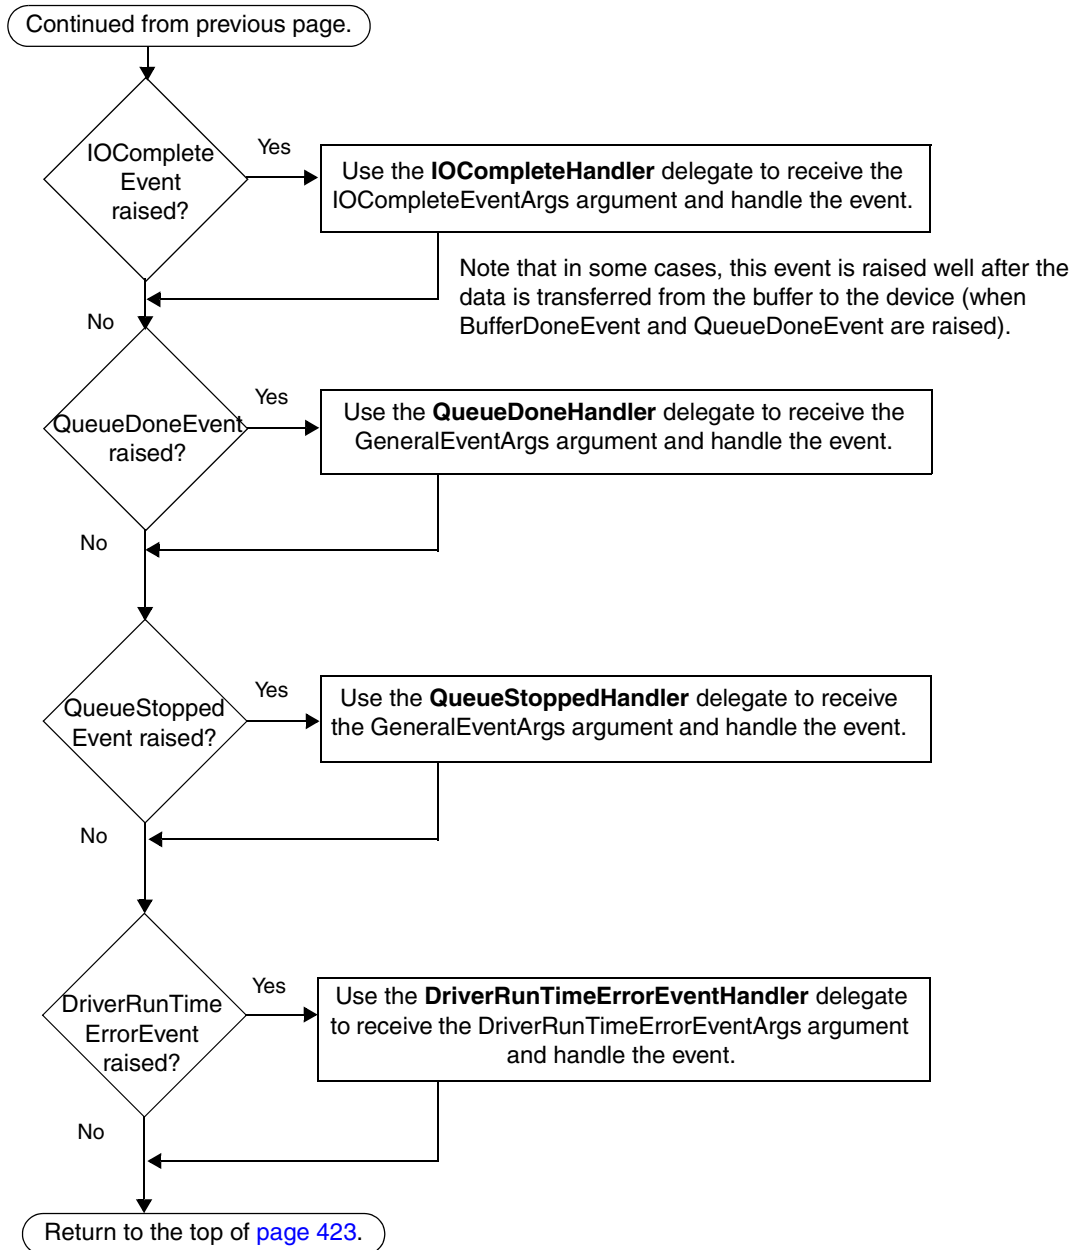 Continued from previous page.
IOComplete
Event
raised?
Yes
Use the IOCompleteHandler delegate to receive the
IOCompleteEventArgs argument and handle the event.
Note that in some cases, this event is raised well after the
data is transferred from the buffer to the device (when
BufferDoneEvent and QueueDoneEvent are raised).
No
QueueDoneEvent
raised?
Yes
Use the QueueDoneHandler delegate to receive the
GeneralEventArgs argument and handle the event.
No
QueueStopped
Event raised?
Yes
Use the QueueStoppedHandler delegate to receive
the GeneralEventArgs argument and handle the event.
No
DriverRunTime
ErrorEvent
raised?
Yes
Use the DriverRunTimeErrorEventHandler delegate
to receive the DriverRunTimeErrorEventArgs argument
and handle the event.
No
Return to the top of page 423.